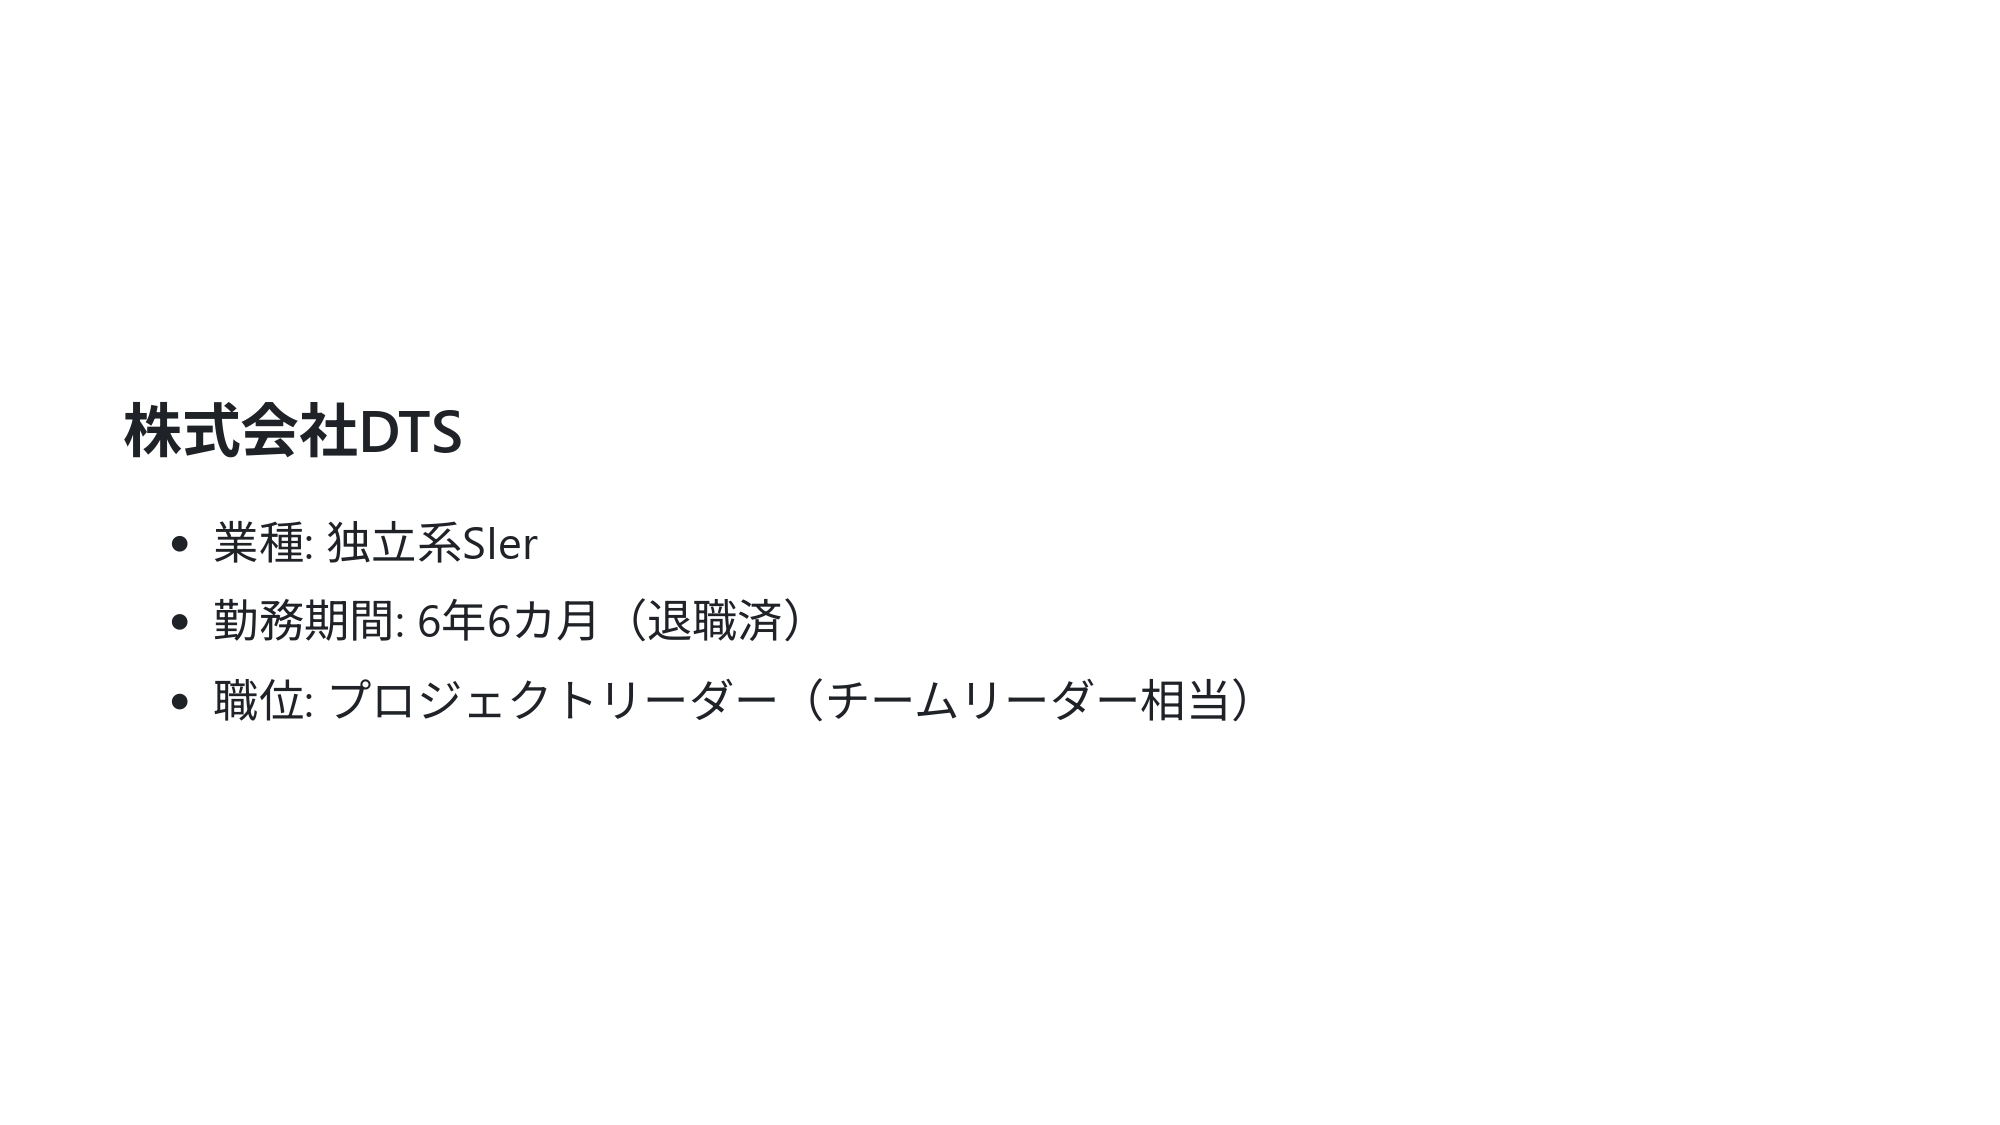 株式会社DTS
• 業種: 独立系SIer
• 勤務期間: 6年6カ月（退職済）
• 職位: プロジェクトリーダー（チームリーダー相当）